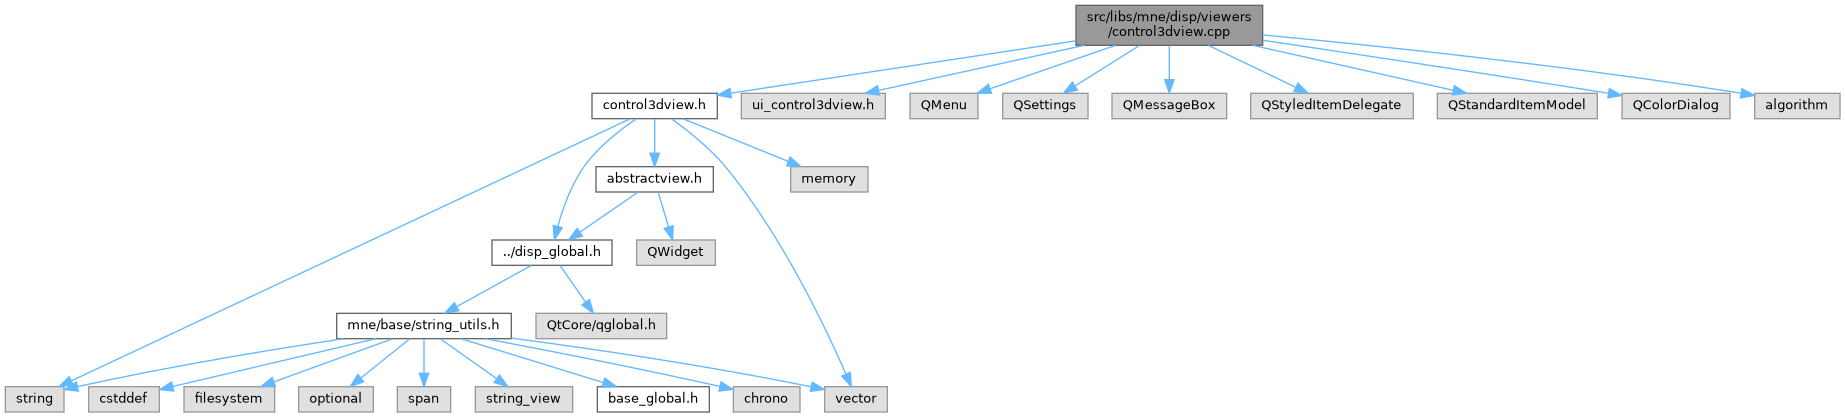 src/libs/mne/disp/viewers
/control3dview.cpp
control3dview.h
ui_control3dview.h
QMenu
QSettings
QMessageBox
QStyledItemDelegate
QStandardItemModel
QColorDialog
algorithm
abstractview.h
memory
../disp_global.h
QWidget
mne/base/string_utils.h
QtCore/qglobal.h
string
cstddef
filesystem
optional
span
string_view
base_global.h
chrono
vector